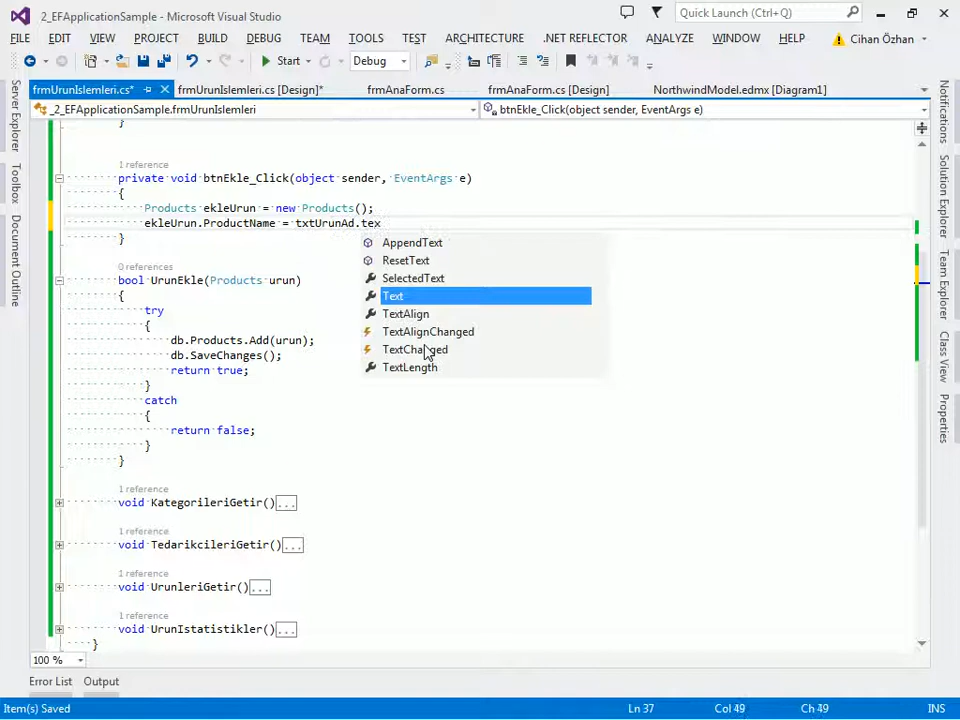 2_EFApplicationSample - Microsoft Visual Studio
Quick Launch (Ctrl+Q)
FILE EDIT VIEW PROJECT BUILD DEBUG TEAM TOOLS TEST ARCHITECTURE .NET REFLECTOR ANALYZE WINDOW HELP Cihan Özhan
Start Debug
frmUrunIslemleri.cs* frmUrunIslemleri.cs [Design]* frmAnaForm.cs frmAnaForm.cs [Design] NorthwindModel.edmx [Diagram1]
_2_EFApplicationSample.frmUrunIslemleri btnEkle_Click(object sender, EventArgs e)
Server Explorer
Toolbox
Document Outline
}
1 reference
private void btnEkle_Click(object sender, EventArgs e)
{
Products ekleUrun = new Products();
ekleUrun.ProductName = txtUrunAd.tex
}
AppendText
ResetText
SelectedText
Text
TextAlign
TextAlignChanged
TextChanged
TextLength
0 references
bool UrunEkle(Products urun)
{
try
{
db.Products.Add(urun);
db.SaveChanges();
return true;
}
catch
{
return false;
}
}
1 reference
void KategorileriGetir()...
1 reference
void TedarikcileriGetir()...
1 reference
void UrunleriGetir()...
1 reference
void UrunIstatistikler()...
}
Notifications
Solution Explorer
Team Explorer
Class View
Properties
100 %
Error List Output
Item(s) Saved Ln 37 Col 49 Ch 49 INS